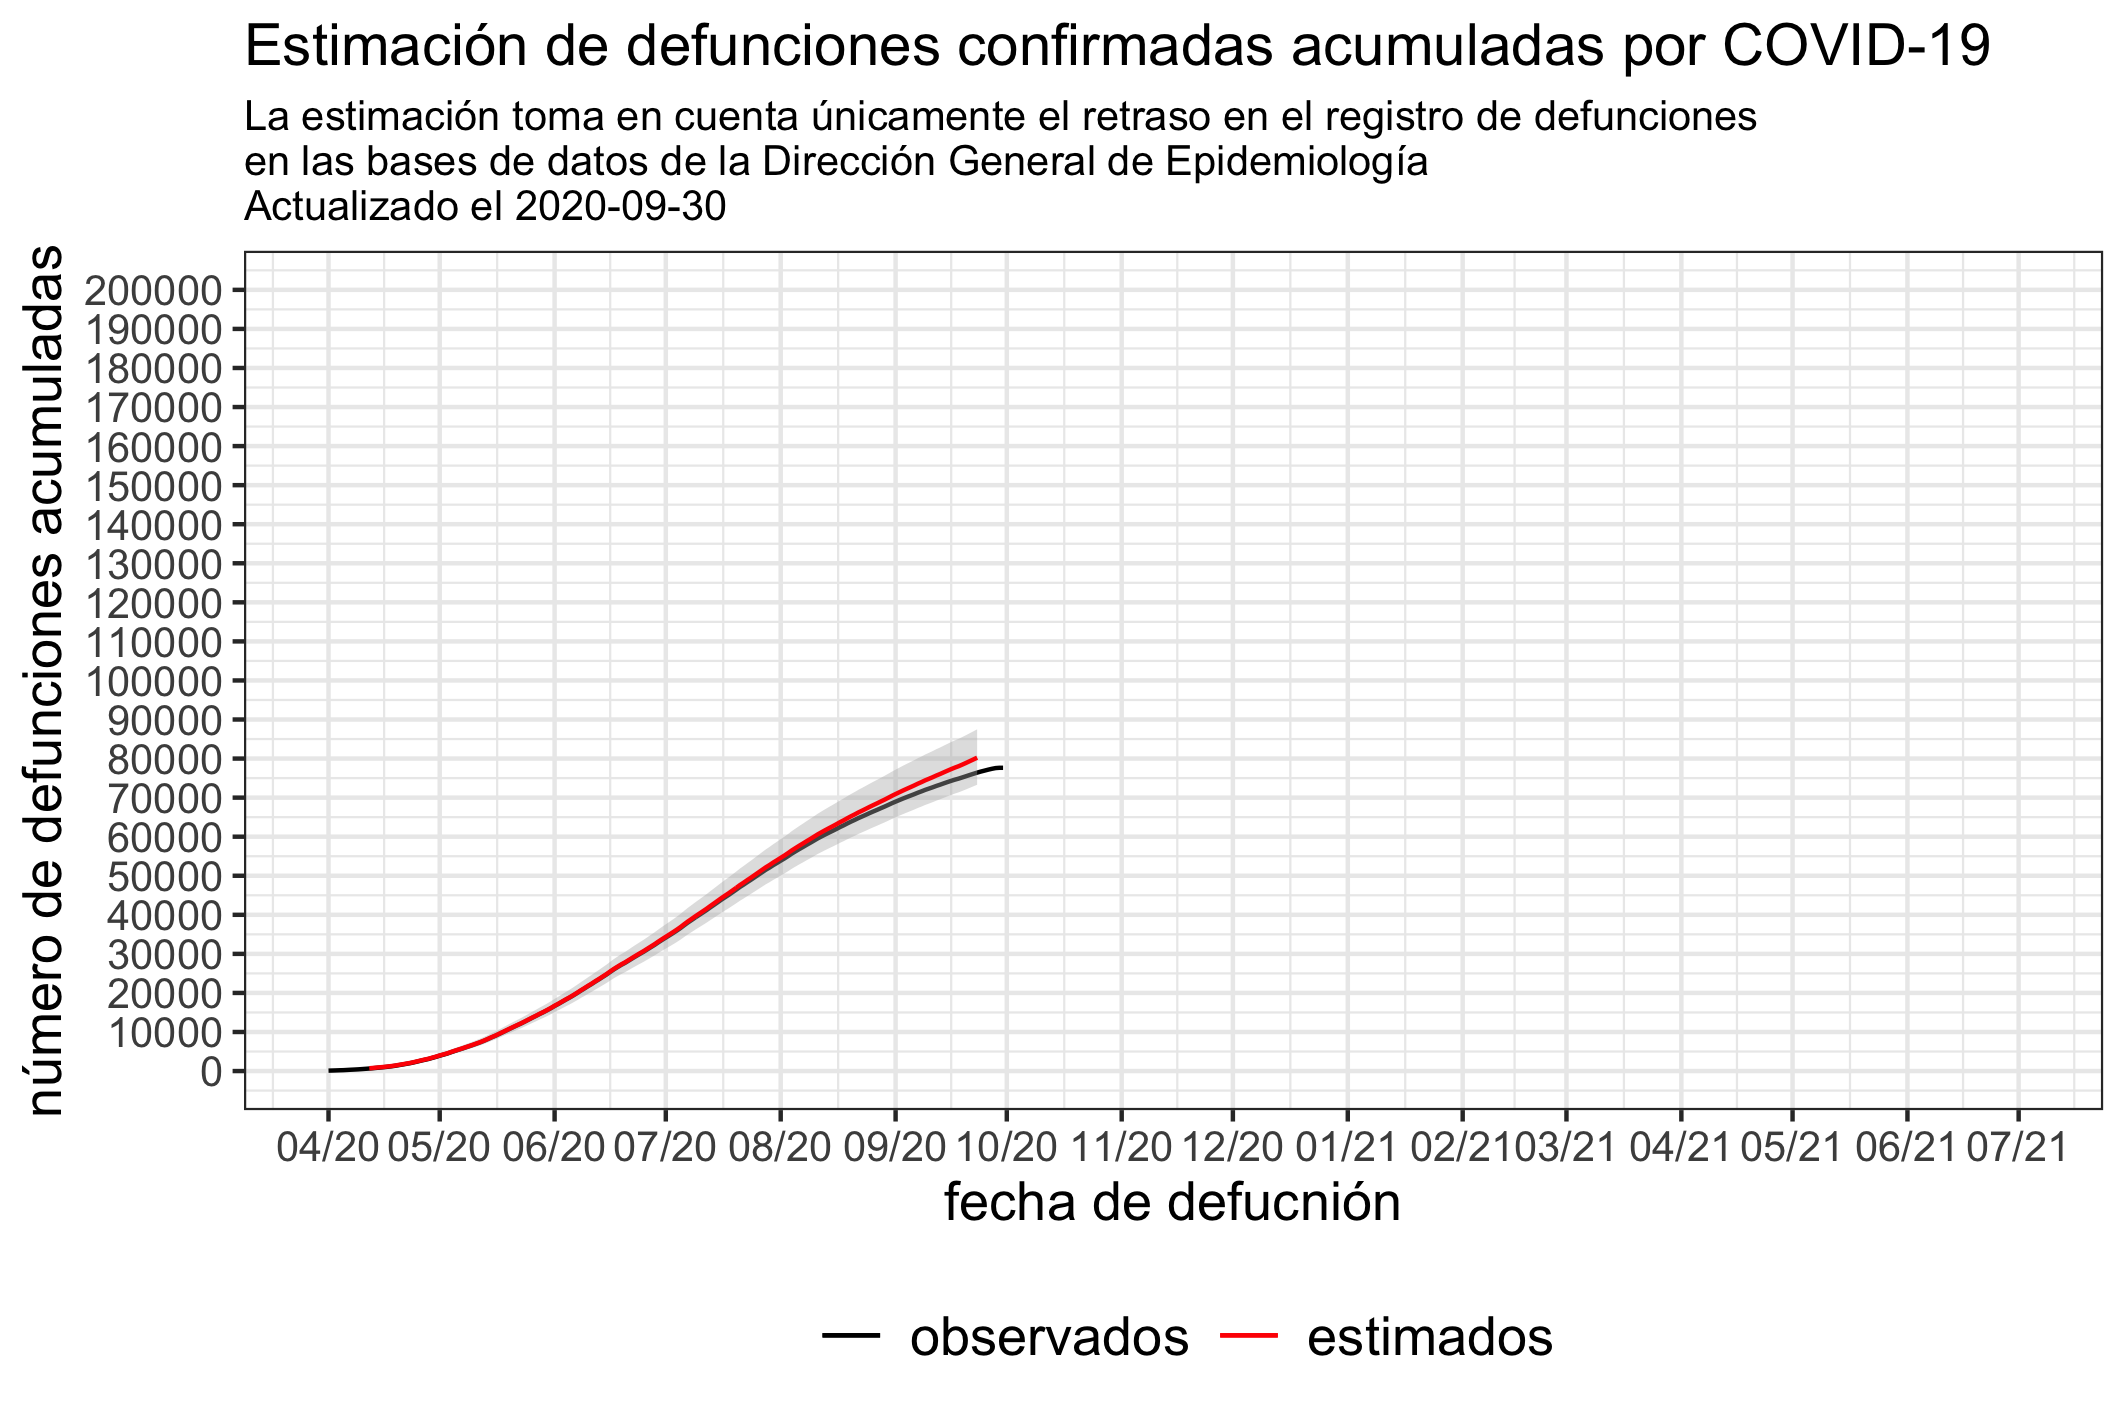 Estimación de defunciones confirmadas acumuladas por COVID-19
La estimación toma en cuenta únicamente el retraso en el registro de defunciones
en las bases de datos de la Dirección General de Epidemiología
Actualizado el 2020-09-30
número de defunciones acumuladas
200000
190000
180000
170000
160000
150000
140000
130000
120000
110000
100000
90000
80000
70000
60000
50000
40000
30000
20000
10000
0
04/20 05/20 06/20 07/20 08/20 09/20 10/20 11/20 12/20 01/21 02/21 03/21 04/21 05/21 06/21 07/21
fecha de defucnión
observados estimados